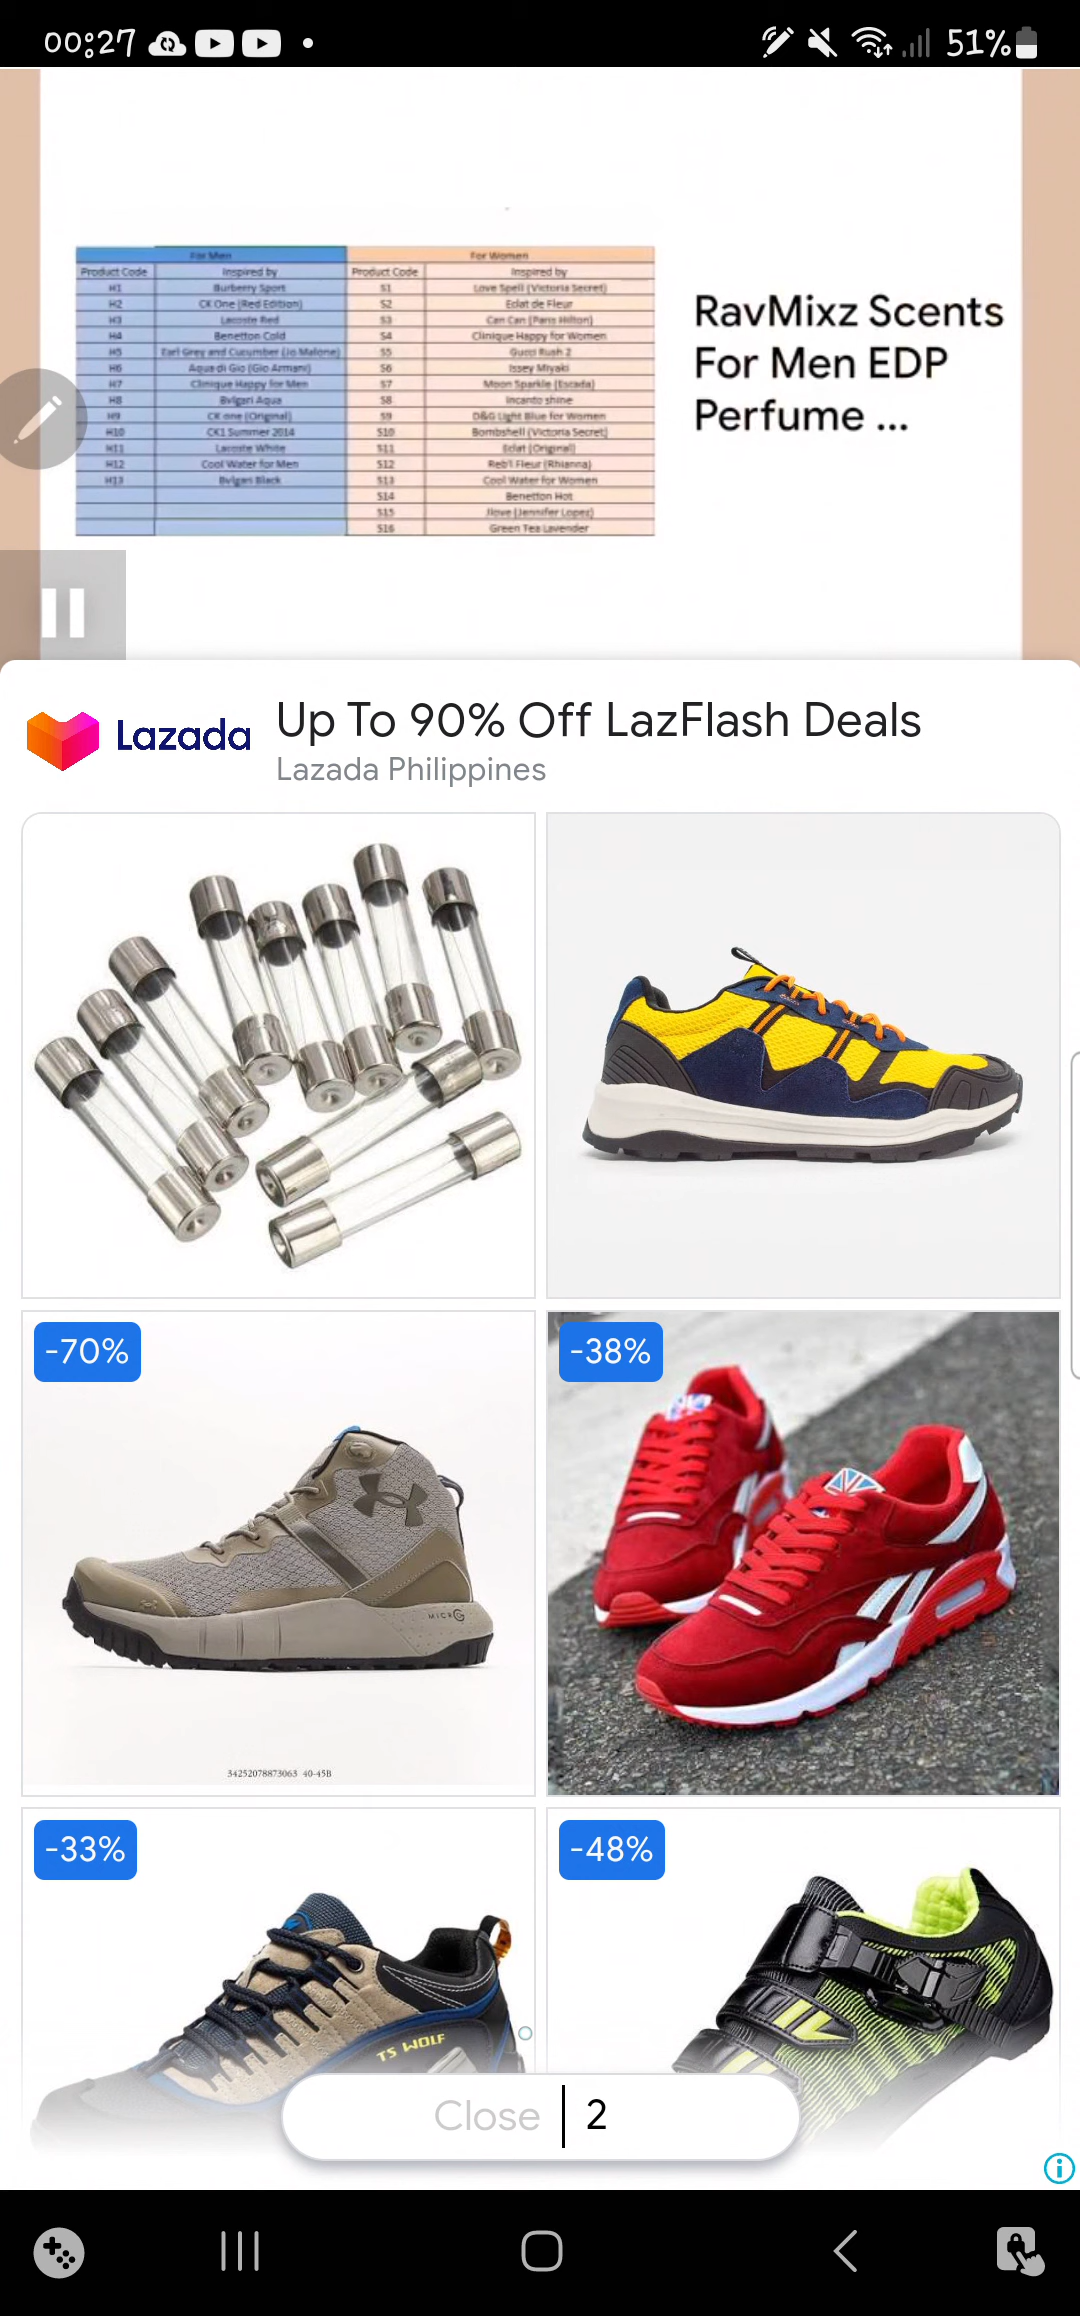 00:27
51%
For Men For Women
Product Code Inspired by Product Code Inspired by
H1 Burberry Sport S1 Love Spell (Victoria Secret)
H2 CK One (Red Edition) S2 Eclat de Fleur
H3 Lacoste Red S3 Can Can (Paris Hilton)
H4 Benetton Cold S4 Clinique Happy for Women
H5 Earl Grey and Cucumber (Jo Malone) S5 Gucci Rush 2
H6 Aqua di Gio (Gio Armani) S6 Issey Miyaki
H7 Clinique Happy for Men S7 Moon Sparkle (Escada)
H8 Bvlgari Aqua S8 Incanto shine
H9 CK one (Original) S9 D&G Light Blue for Women
H10 CK1 Summer 2014 S10 Bombshell (Victoria Secret)
H11 Lacoste White S11 Eclat (Original)
H12 Cool Water for Men S12 Reb'l Fleur (Rhianna)
H13 Bvlgari Black S13 Cool Water for Women
S14 Benetton Hot
S15 Jlove (Jennifer Lopez)
S16 Green Tea Lavender
RavMixz Scents
For Men EDP
Perfume ...
Lazada
Up To 90% Off LazFlash Deals
Lazada Philippines
-70%
-38%
MICRO G
34252078873063 40-45B
-33%
-48%
TS WOLF
Close 2